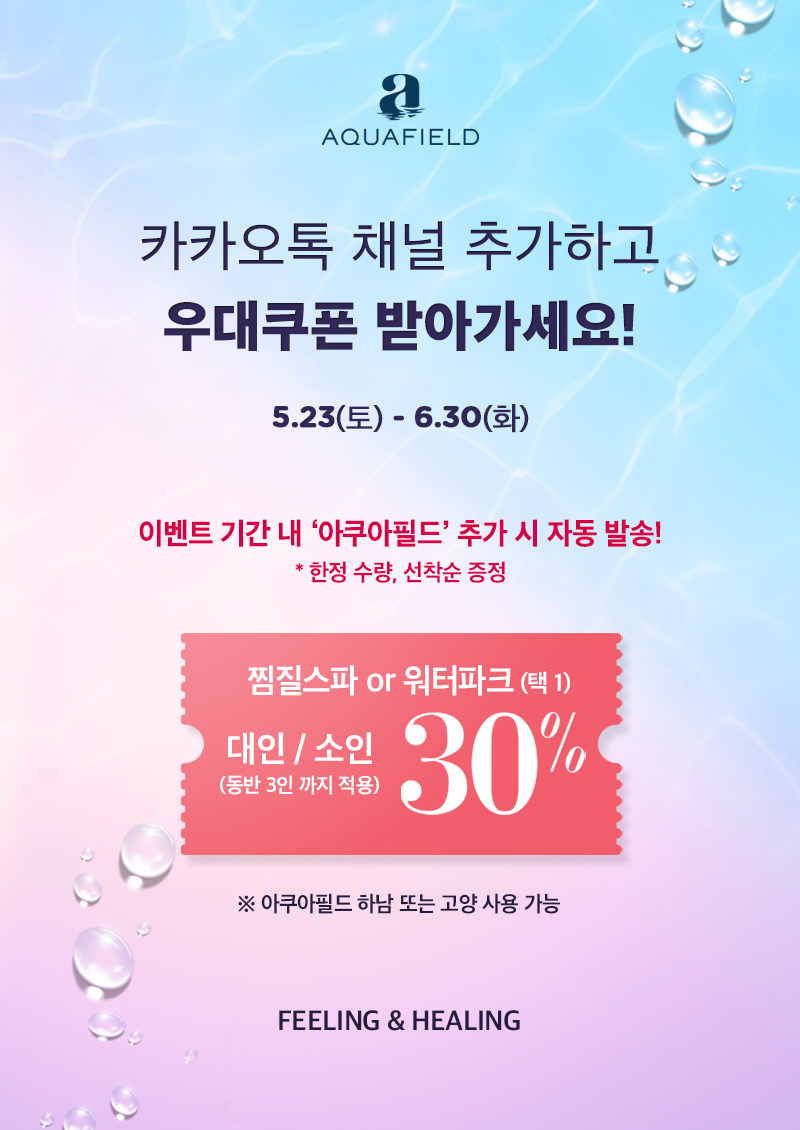 a
AQUAFIELD
카카오톡 채널 추가하고
우대쿠폰 받아가세요!
5.23(토) - 6.30(화)
이벤트 기간 내 ‘아쿠아필드’ 추가 시 자동 발송!
* 한정 수량, 선착순 증정
찜질스파 or 워터파크 (택 1)
대인 / 소인 30%
(동반 3인 까지 적용)
※ 아쿠아필드 하남 또는 고양 사용 가능
FEELING & HEALING